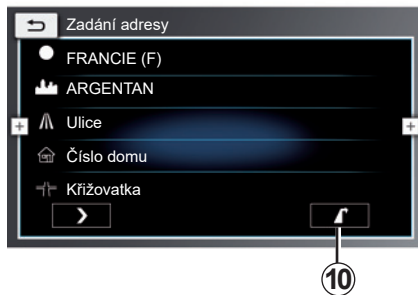 Zadání adresy
FRANCIE (F)
ARGENTAN
Ulice
Číslo domu
Křižovatka
10